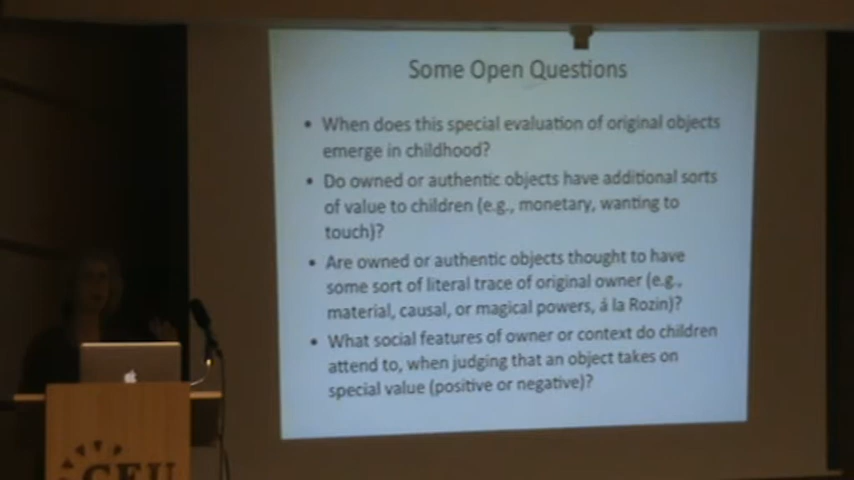 Some Open Questions
• When does this special evaluation of original objects
emerge in childhood?
• Do owned or authentic objects have additional sorts
of value to children (e.g., monetary, wanting to
touch)?
• Are owned or authentic objects thought to have
some sort of literal trace of original owner (e.g.,
material, causal, or magical powers, á la Rozin)?
• What social features of owner or context do children
attend to, when judging that an object takes on
special value (positive or negative)?
CEU